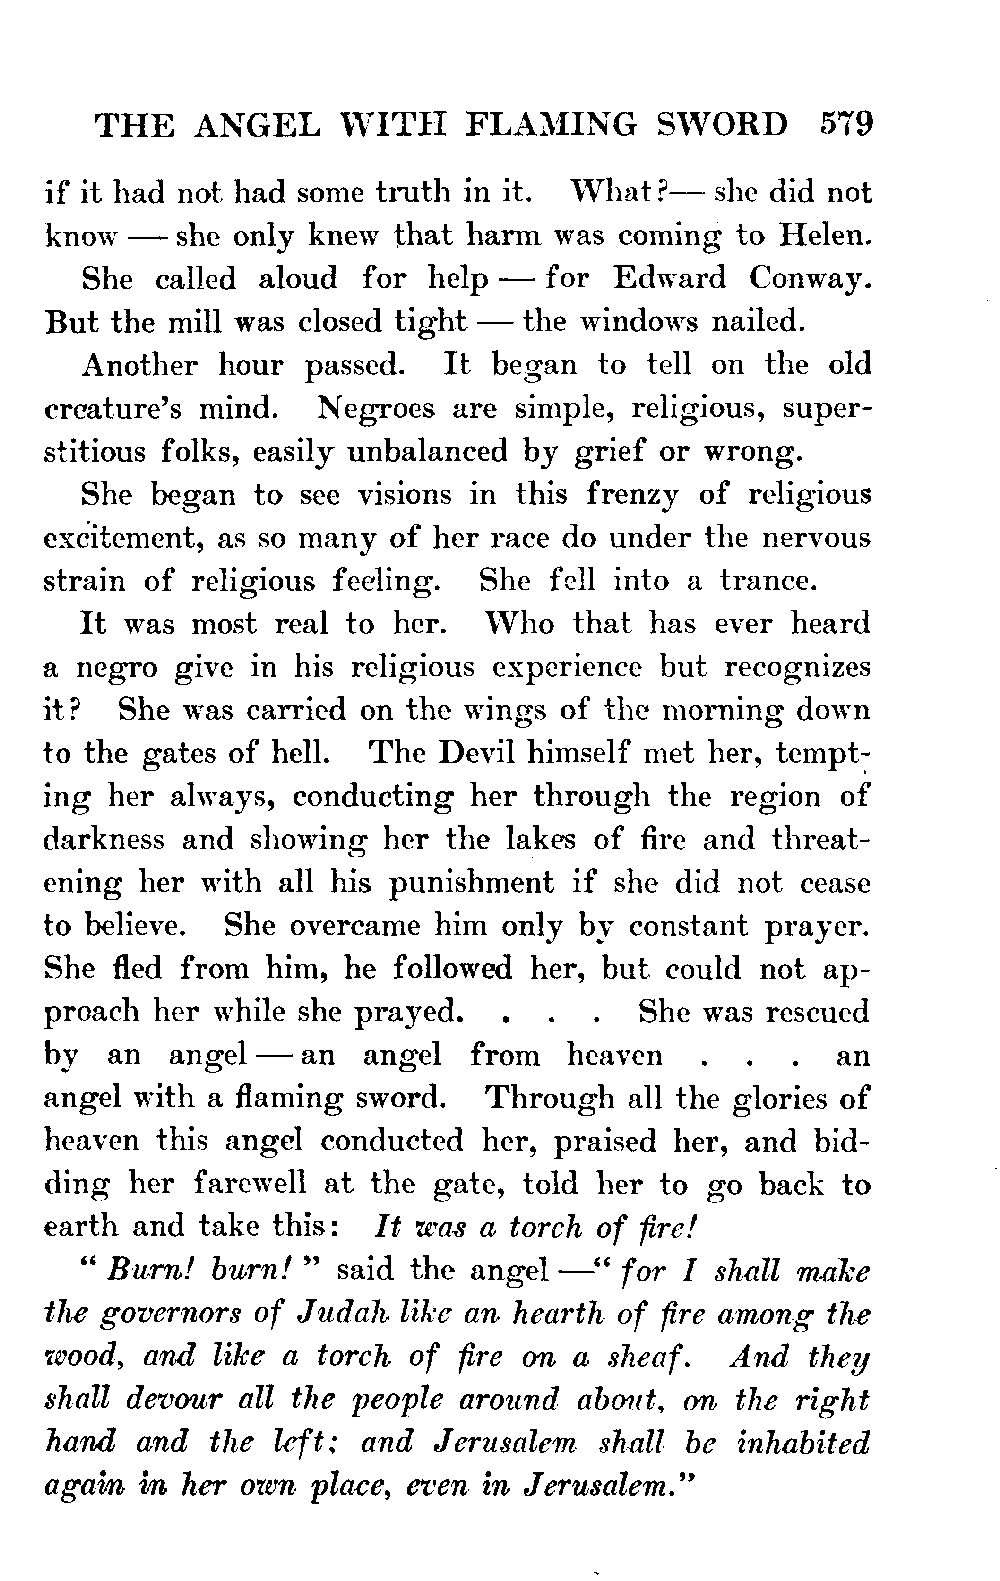 THE ANGEL WITH FLAMING SWORD 579
if it had not had some truth in it. What?— she did not
know — she only knew that harm was coming to Helen.
She called aloud for help — for Edward Conway.
But the mill was closed tight — the windows nailed.
Another hour passed. It began to tell on the old
creature's mind. Negroes are simple, religious, super-
stitious folks, easily unbalanced by grief or wrong.
She began to see visions in this frenzy of religious
excitement, as so many of her race do under the nervous
strain of religious feeling. She fell into a trance.
It was most real to her. Who that has ever heard
a negro give in his religious experience but recognizes
it? She was carried on the wings of the morning down
to the gates of hell. The Devil himself met her, tempt-
ing her always, conducting her through the region of
darkness and showing her the lakes of fire and threat-
ening her with all his punishment if she did not cease
to believe. She overcame him only by constant prayer.
She fled from him, he followed her, but could not ap-
proach her while she prayed. . . . She was rescued
by an angel — an angel from heaven . . . an
angel with a flaming sword. Through all the glories of
heaven this angel conducted her, praised her, and bid-
ding her farewell at the gate, told her to go back to
earth and take this: It was a torch of fire!
" Burn! burn! " said the angel —" for I shall make
the governors of Judah like an hearth of fire among the
wood, and like a torch of fire on a sheaf. And they
shall devour all the people around about, on the right
hand and the left; and Jerusalem shall be inhabited
again in her own place, even in Jerusalem."